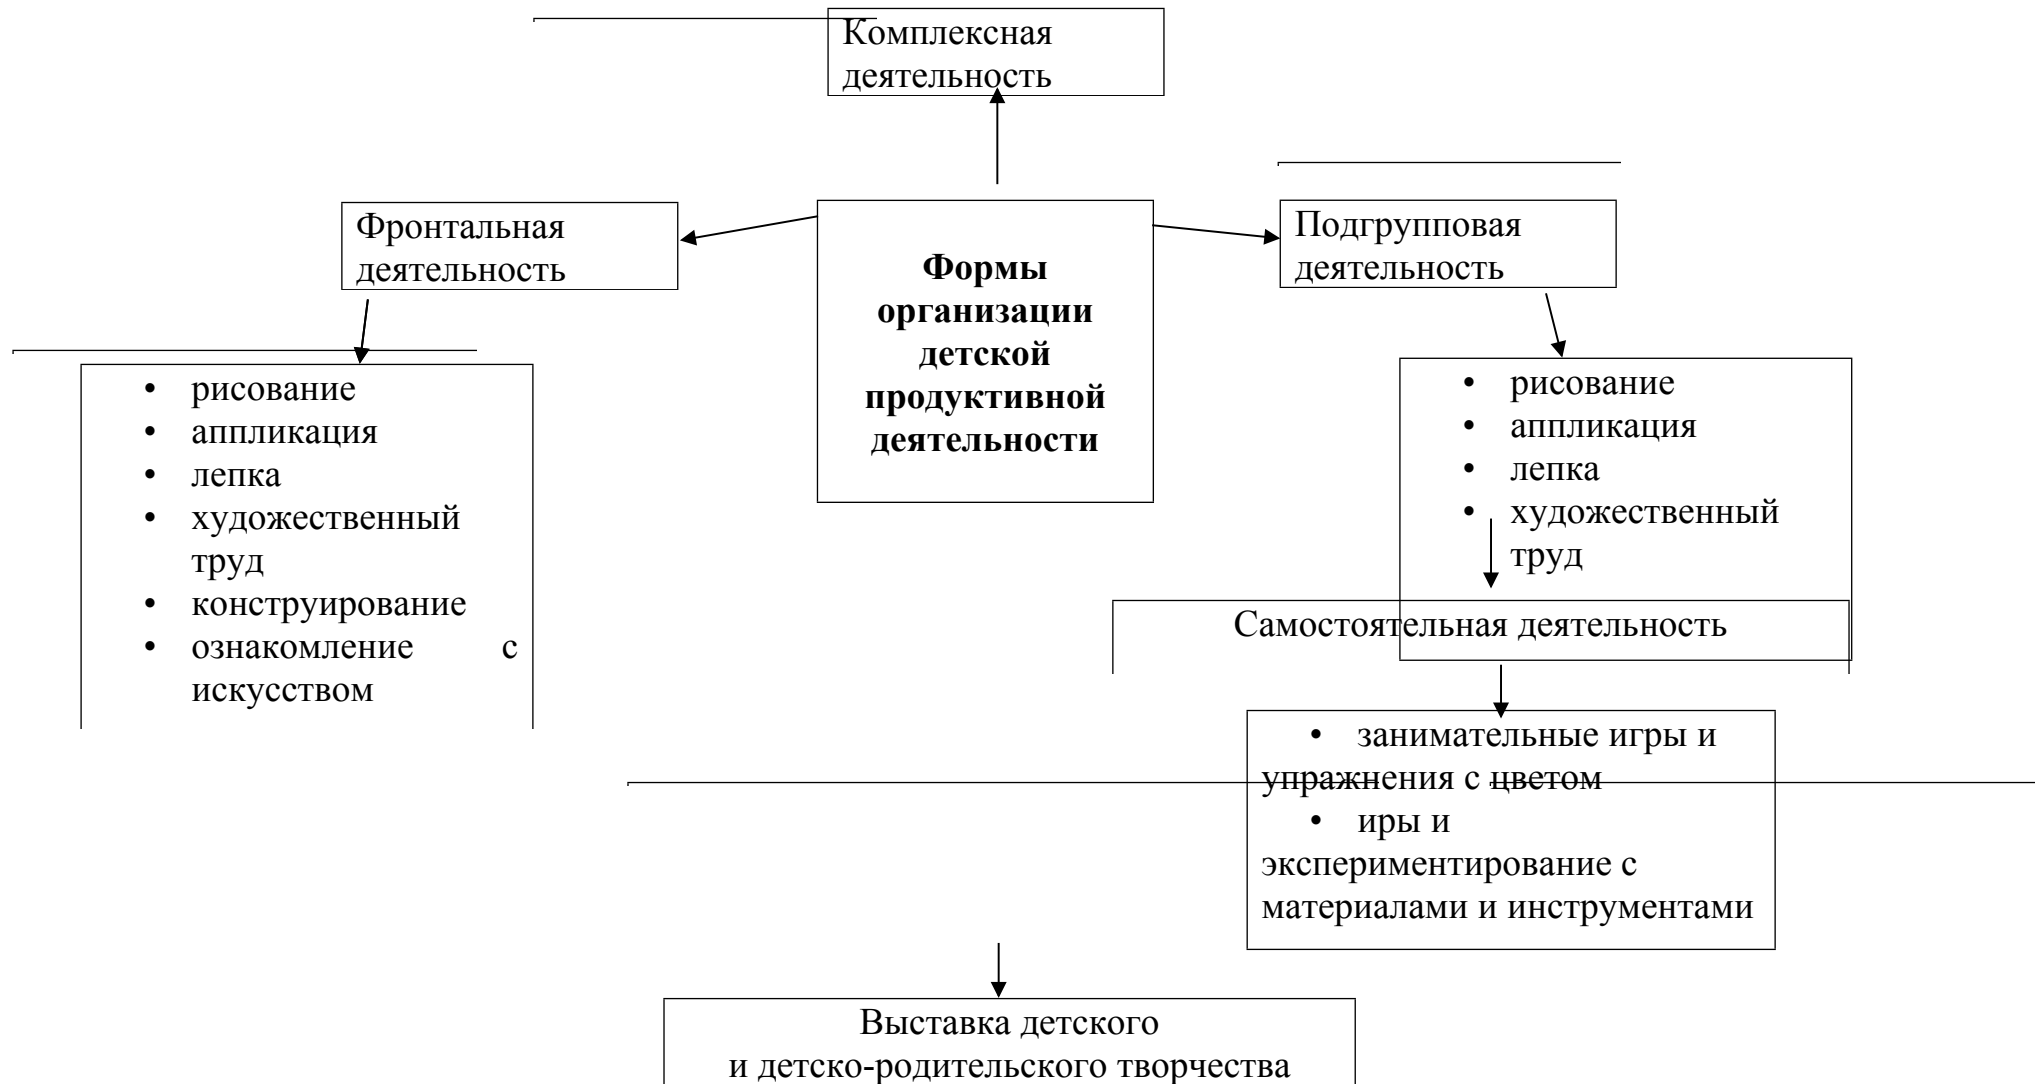 Комплексная
деятельность
Фронтальная
деятельность
Формы
организации
детской
продуктивной
деятельности
Подгрупповая
деятельность
• рисование
• аппликация
• лепка
• художественный
труд
• конструирование
• ознакомление с
искусством
• рисование
• аппликация
• лепка
• художественный
труд
Самостоятельная деятельность
• занимательные игры и
упражнения с цветом
• иры и
экспериментирование с
материалами и инструментами
Выставка детского
и детско-родительского творчества